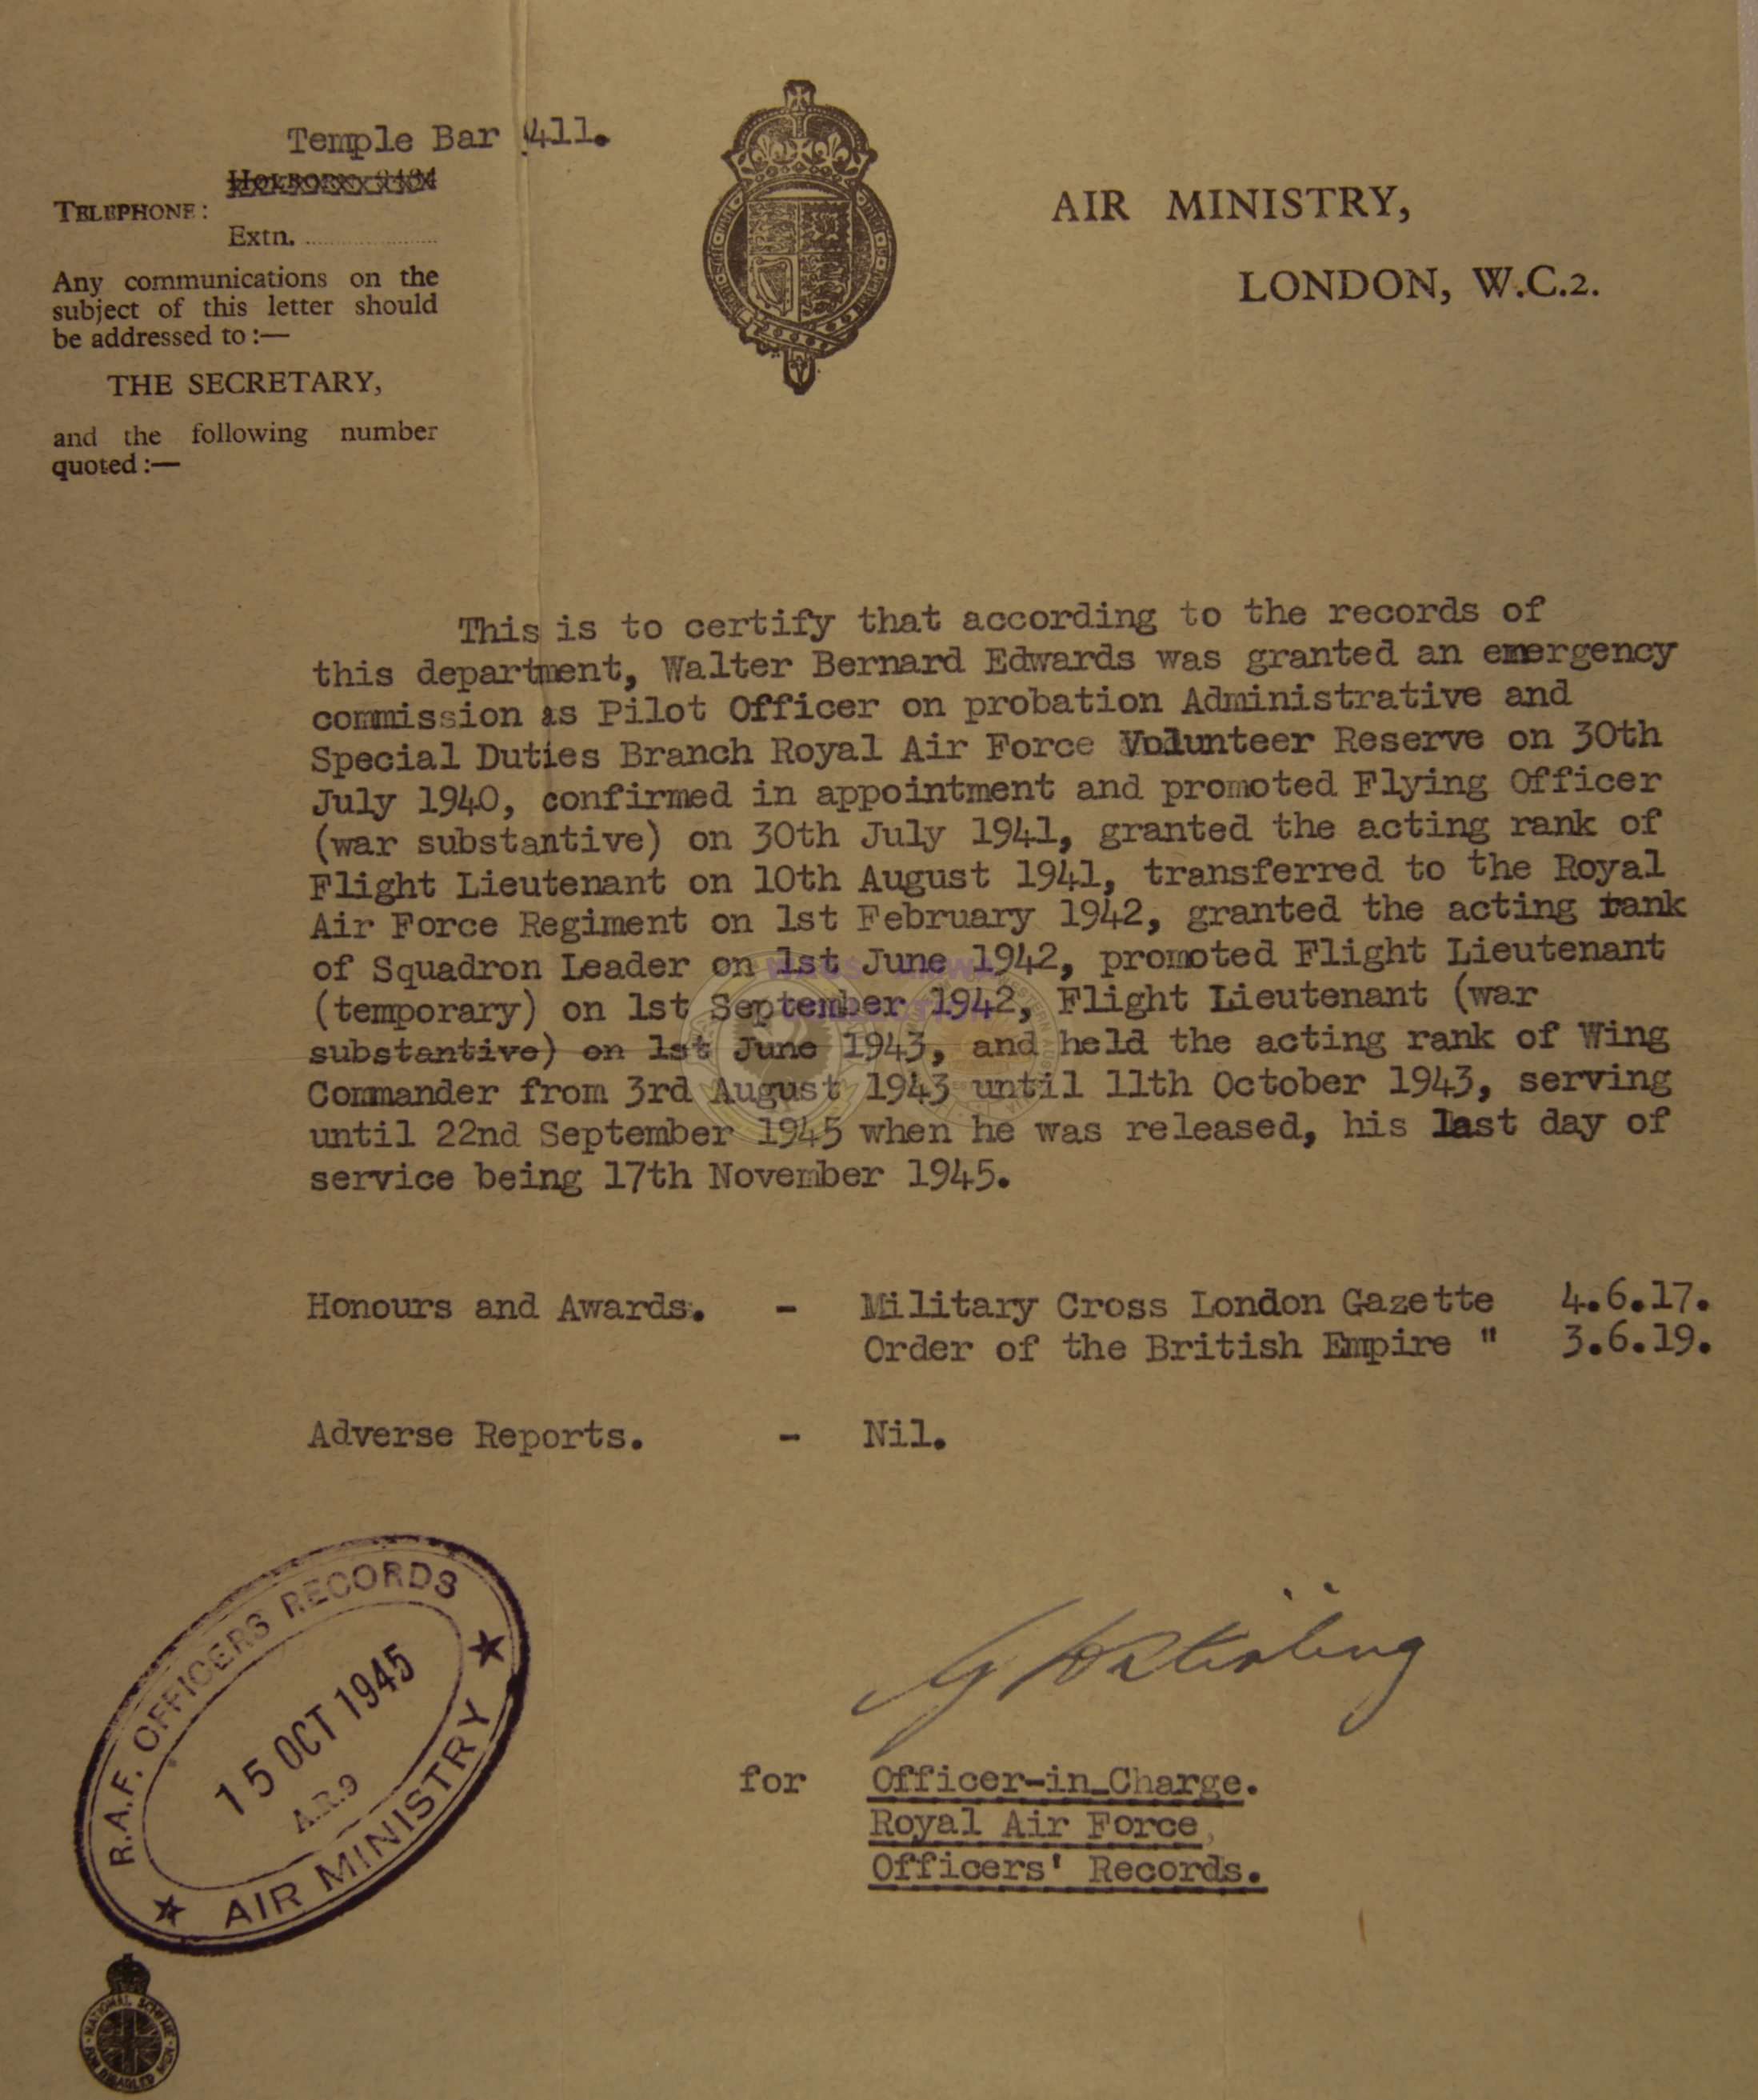 Temple Bar 411.
TELEPHONE:
Extn.
Any communications on the
subject of this letter should
be addressed to :—
THE SECRETARY,
and the following number
quoted :—
AIR MINISTRY,
LONDON, W.C.2.
This is to certify that according to the records of
this department, Walter Bernard Edwards was granted an emergency
commission as Pilot Officer on probation Administrative and
Special Duties Branch Royal Air Force Volunteer Reserve on 30th
July 1940, confirmed in appointment and promoted Flying Officer
(war substantive) on 30th July 1941, granted the acting rank of
Flight Lieutenant on 10th August 1941, transferred to the Royal
Air Force Regiment on 1st February 1942, granted the acting rank
of Squadron Leader on 1st June 1942, promoted Flight Lieutenant
(temporary) on 1st September 1942, Flight Lieutenant (war
substantive) on 1st June 1943, and held the acting rank of Wing
Commander from 3rd August 1943 until 11th October 1943, serving
until 22nd September 1945 when he was released, his last day of
service being 17th November 1945.
Honours and Awards. - Military Cross London Gazette 4.6.17.
Order of the British Empire " 3.6.19.
Adverse Reports. - Nil.
R.A.F. OFFICERS RECORDS
15 OCT 1945
A.R.9
AIR MINISTRY
for Officer-in-Charge.
Royal Air Force,
Officers' Records.
NATIONAL SCHEME
FOR DISABLED MEN